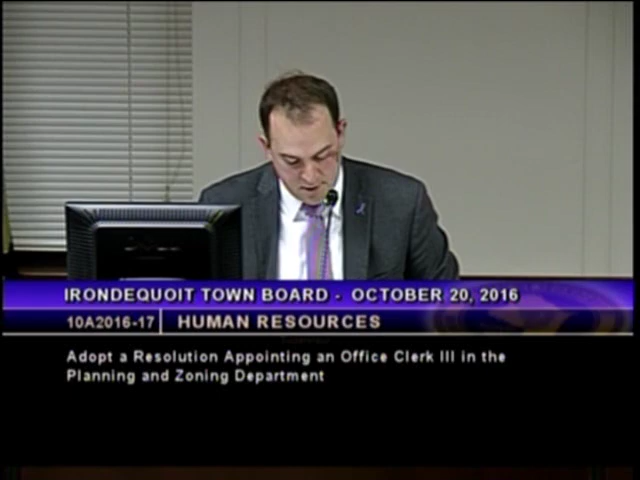 IRONDEQUOIT TOWN BOARD - OCTOBER 20, 2016
10A2016-17 HUMAN RESOURCES
Adopt a Resolution Appointing an Office Clerk III in the
Planning and Zoning Department